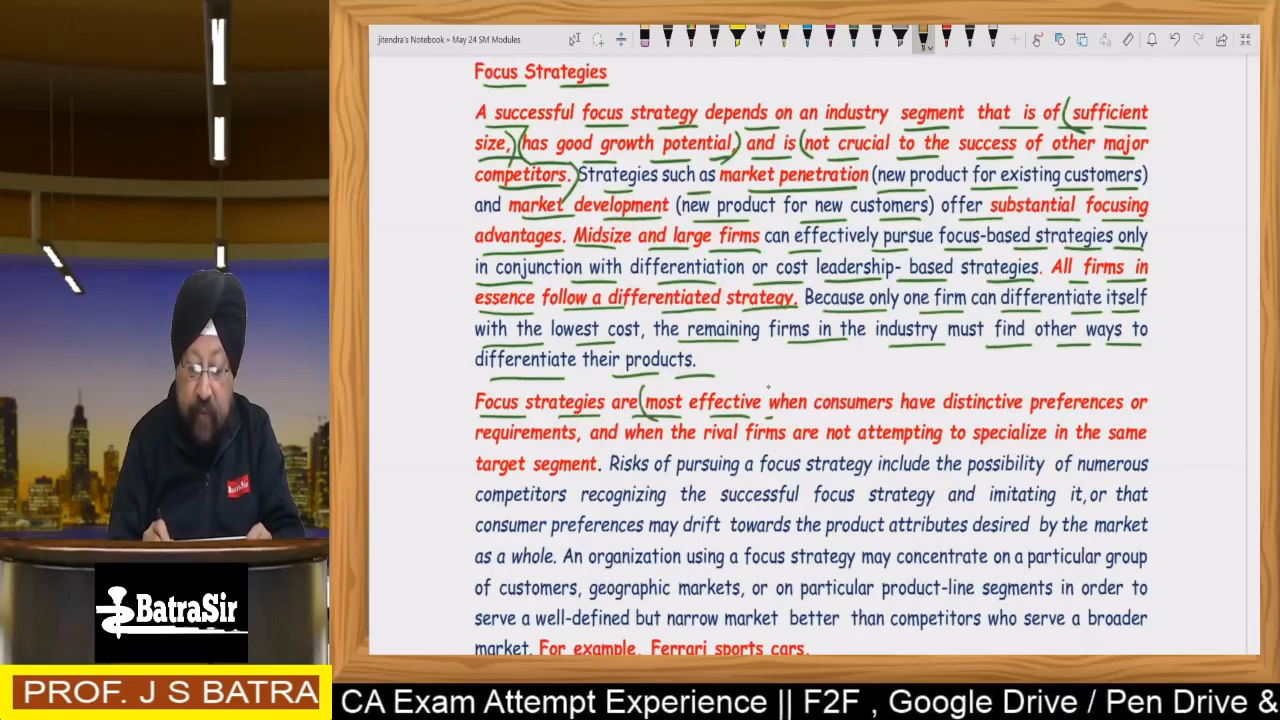 jitendra's Notebook » May 24 SM Modules
Focus Strategies
A successful focus strategy depends on an industry segment that is of sufficient
size, has good growth potential, and is not crucial to the success of other major
competitors. Strategies such as market penetration (new product for existing customers)
and market development (new product for new customers) offer substantial focusing
advantages. Midsize and large firms can effectively pursue focus-based strategies only
in conjunction with differentiation or cost leadership- based strategies. All firms in
essence follow a differentiated strategy. Because only one firm can differentiate itself
with the lowest cost, the remaining firms in the industry must find other ways to
differentiate their products.
Focus strategies are most effective when consumers have distinctive preferences or
requirements, and when the rival firms are not attempting to specialize in the same
target segment. Risks of pursuing a focus strategy include the possibility of numerous
competitors recognizing the successful focus strategy and imitating it, or that
consumer preferences may drift towards the product attributes desired by the market
as a whole. An organization using a focus strategy may concentrate on a particular group
of customers, geographic markets, or on particular product-line segments in order to
serve a well-defined but narrow market better than competitors who serve a broader
market. For example, Ferrari sports cars.
BatraSir
BatraSir
PROF. J S BATRA
CA Exam Attempt Experience || F2F , Google Drive / Pen Drive &